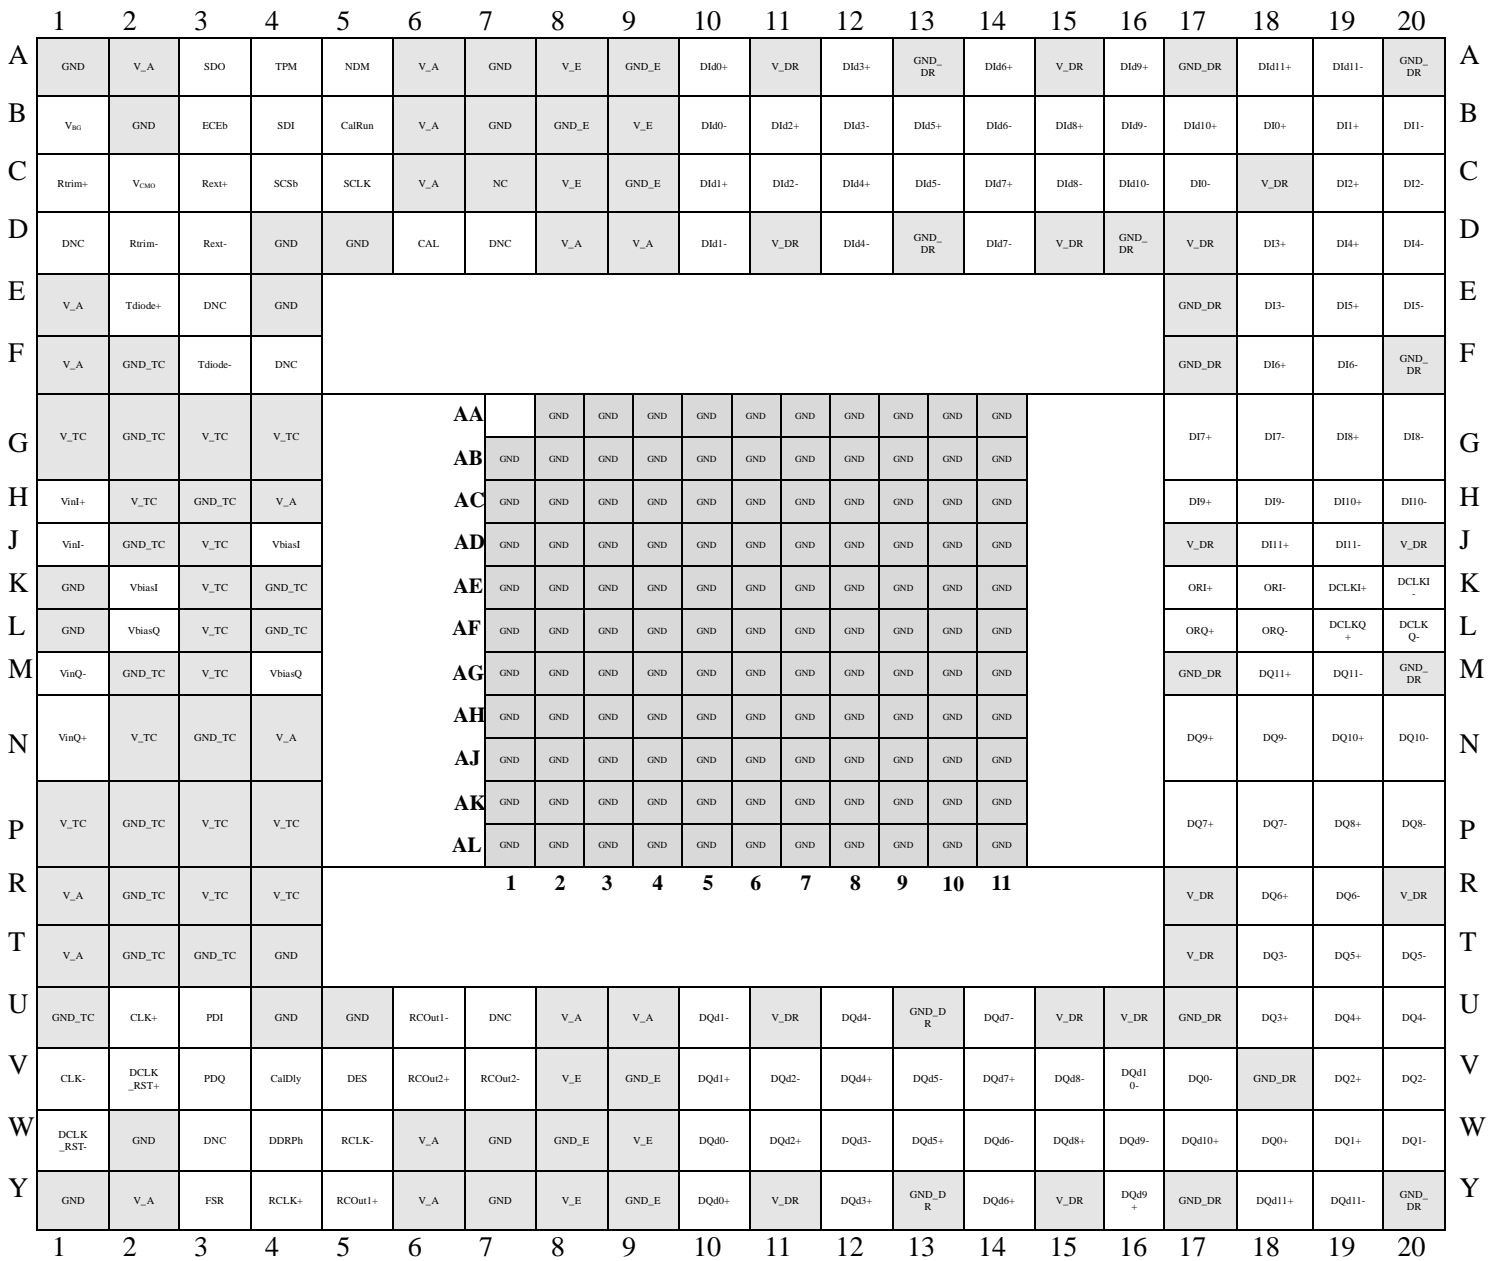 1 2 3 4 5 6 7 8 9 10 11 12 13 14 15 16 17 18 19 20
A GND V_A SDO TPM NDM V_A GND V_E GND_E DId0+ V_DR DId3+ GND_DR DId6+ V_DR DId9+ GND_DR DId11+ DId11- GND_DR A
B VBG GND ECEb SDI CalRun V_A GND GND_E V_E DId0- DId2+ DId3- DId5+ DId6- DId8+ DId9- DId10+ DI0+ DI1+ DI1- B
C Rtrim+ VCMO Rext+ SCSb SCLK V_A NC V_E GND_E DId1+ DId2- DId4+ DId5- DId7+ DId8- DId10- DI0- V_DR DI2+ DI2- C
D DNC Rtrim- Rext- GND GND CAL DNC V_A V_A DId1- V_DR DId4- GND_DR DId7- V_DR GND_DR V_DR DI3+ DI4+ DI4- D
E V_A Tdiode+ DNC GND GND_DR DI3- DI5+ DI5- E
F V_A GND_TC Tdiode- DNC GND_DR DI6+ DI6- GND_DR F
AA GND GND GND GND GND GND GND GND GND GND
G V_TC GND_TC V_TC V_TC DI7+ DI7- DI8+ DI8- G
AB GND GND GND GND GND GND GND GND GND GND GND
H VinI+ V_TC GND_TC V_A AC GND GND GND GND GND GND GND GND GND GND GND DI9+ DI9- DI10+ DI10- H
J VinI- GND_TC V_TC VbiasI AD GND GND GND GND GND GND GND GND GND GND GND V_DR DI11+ DI11- V_DR J
K GND VbiasI V_TC GND_TC AE GND GND GND GND GND GND GND GND GND GND GND ORI+ ORI- DCLKI+ DCLKI- K
L GND VbiasQ V_TC GND_TC AF GND GND GND GND GND GND GND GND GND GND GND ORQ+ ORQ- DCLKQ+ DCLKQ- L
M VinQ- GND_TC V_TC VbiasQ AG GND GND GND GND GND GND GND GND GND GND GND GND_DR DQ11+ DQ11- GND_DR M
AH GND GND GND GND GND GND GND GND GND GND GND
N VinQ+ V_TC GND_TC V_A DQ9+ DQ9- DQ10+ DQ10- N
AJ GND GND GND GND GND GND GND GND GND GND GND
AK GND GND GND GND GND GND GND GND GND GND GND
P V_TC GND_TC V_TC V_TC DQ7+ DQ7- DQ8+ DQ8- P
AL GND GND GND GND GND GND GND GND GND GND GND
R V_A GND_TC V_TC V_TC 1 2 3 4 5 6 7 8 9 10 11 V_DR DQ6+ DQ6- V_DR R
T V_A GND_TC GND_TC GND V_DR DQ3- DQ5+ DQ5- T
U GND_TC CLK+ PDI GND GND RCOut1- DNC V_A V_A DQd1- V_DR DQd4- GND_DR DQd7- V_DR V_DR GND_DR DQ3+ DQ4+ DQ4- U
V CLK- DCLK_RST+ PDQ CalDly DES RCOut2+ RCOut2- V_E GND_E DQd1+ DQd2- DQd4+ DQd5- DQd7+ DQd8- DQd10- DQ0- GND_DR DQ2+ DQ2- V
W DCLK_RST- GND DNC DDRPh RCLK- V_A GND GND_E V_E DQd0- DQd2+ DQd3- DQd5+ DQd6- DQd8+ DQd9- DQd10+ DQ0+ DQ1+ DQ1- W
Y GND V_A FSR RCLK+ RCOut1+ V_A GND V_E GND_E DQd0+ V_DR DQd3+ GND_DR DQd6+ V_DR DQd9+ GND_DR DQd11+ DQd11- GND_DR Y
1 2 3 4 5 6 7 8 9 10 11 12 13 14 15 16 17 18 19 20